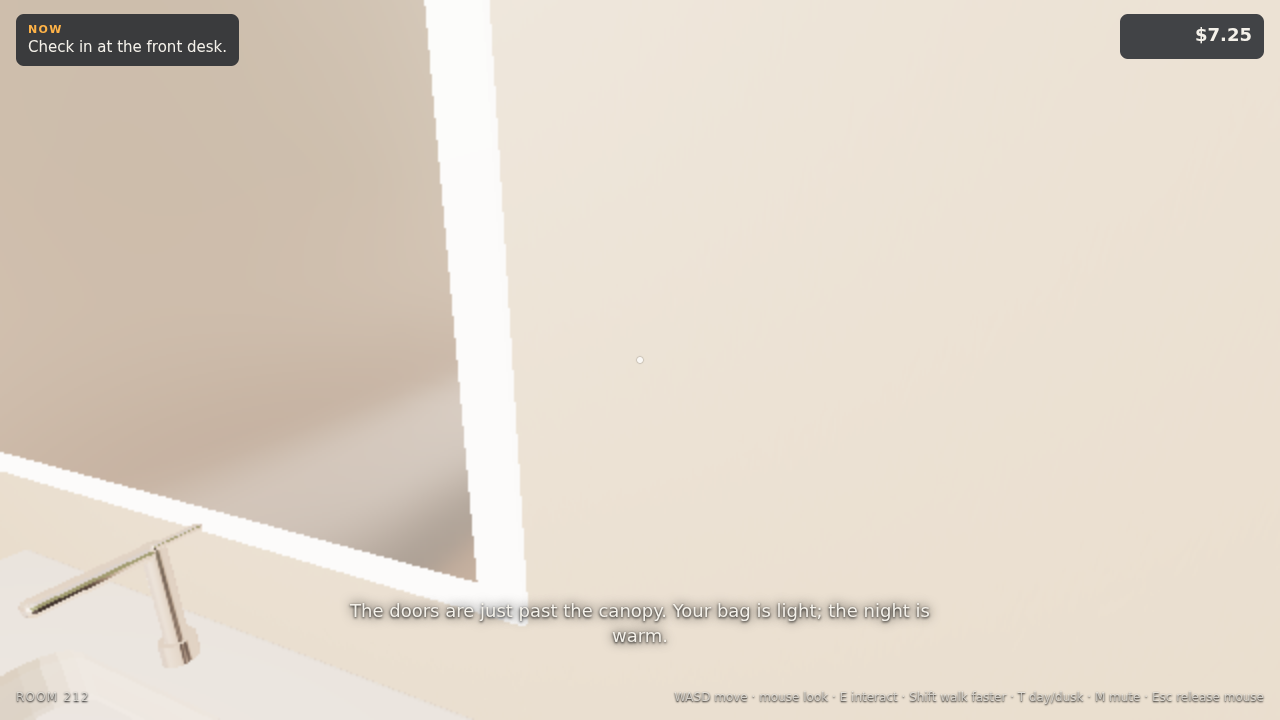 NOW
Check in at the front desk.
$7.25
The doors are just past the canopy. Your bag is light; the night is
warm.
ROOM 212
WASD move · mouse look · E interact · Shift walk faster · T day/dusk · M mute · Esc release mouse